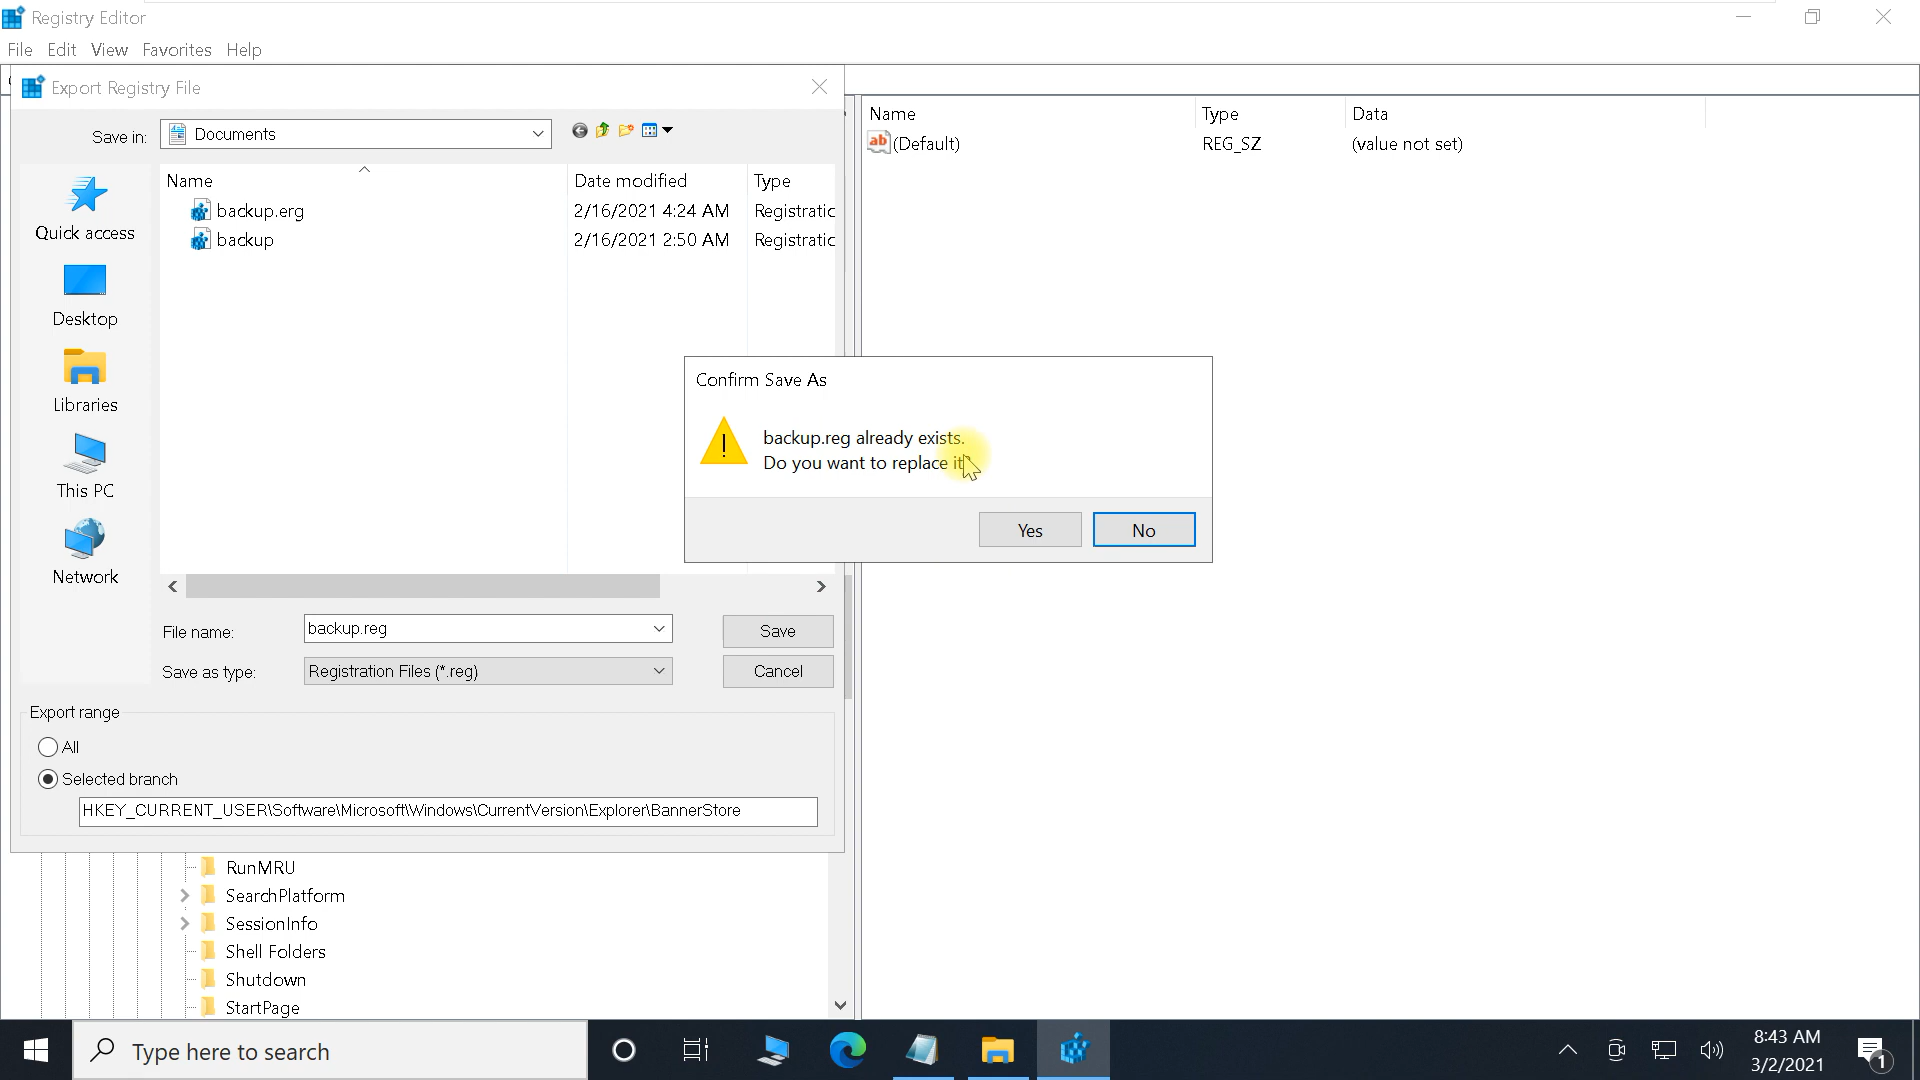 Registry Editor
File Edit View Favorites Help
Export Registry File
Save in: Documents
Name Date modified Type
backup.erg 2/16/2021 4:24 AM Registratic
backup 2/16/2021 2:50 AM Registratic
Quick access
Desktop
Libraries
This PC
Network
File name: backup.reg Save
Save as type: Registration Files (*.reg) Cancel
Export range
All
Selected branch
HKEY_CURRENT_USER\Software\Microsoft\Windows\CurrentVersion\Explorer\BannerStore
Name Type Data
ab (Default) REG_SZ (value not set)
Confirm Save As
backup.reg already exists.
Do you want to replace it?
Yes No
RunMRU
SearchPlatform
SessionInfo
Shell Folders
Shutdown
StartPage
Type here to search
8:43 AM
3/2/2021
1